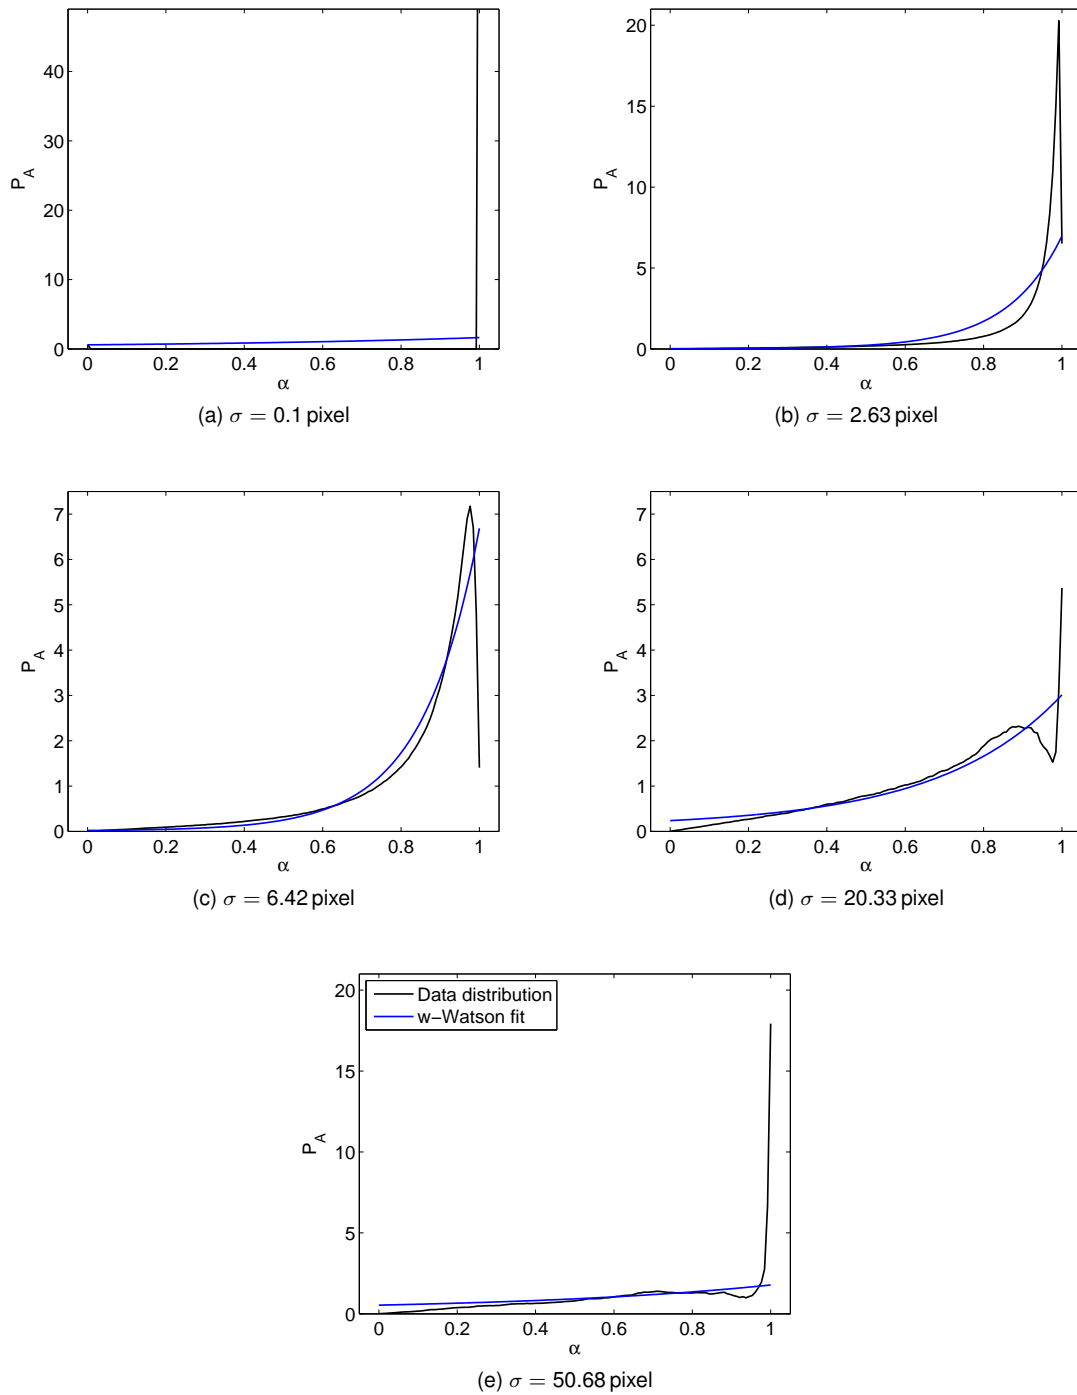 40
30
20
10
0
P_A
0 0.2 0.4 0.6 0.8 1
α
(a) σ = 0.1 pixel
20
15
10
5
0
P_A
0 0.2 0.4 0.6 0.8 1
α
(b) σ = 2.63 pixel
7
6
5
4
3
2
1
0
P_A
0 0.2 0.4 0.6 0.8 1
α
(c) σ = 6.42 pixel
7
6
5
4
3
2
1
0
P_A
0 0.2 0.4 0.6 0.8 1
α
(d) σ = 20.33 pixel
20
15
10
5
0
P_A
Data distribution
w−Watson fit
0 0.2 0.4 0.6 0.8 1
α
(e) σ = 50.68 pixel